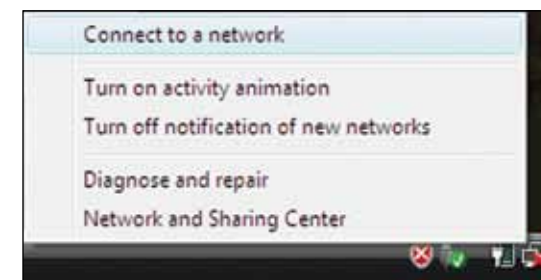 Connect to a network
Turn on activity animation
Turn off notification of new networks
Diagnose and repair
Network and Sharing Center